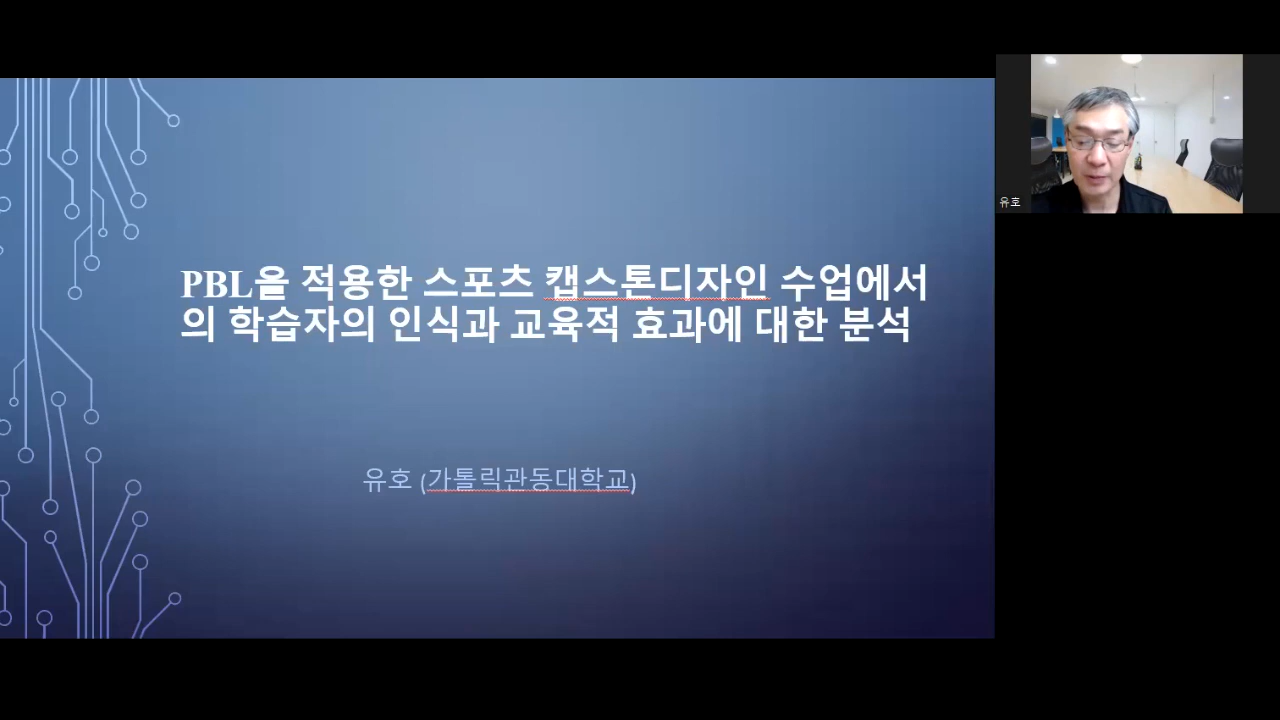 PBL을 적용한 스포츠 캡스톤디자인 수업에서
의 학습자의 인식과 교육적 효과에 대한 분석
유호 (가톨릭관동대학교)
유호